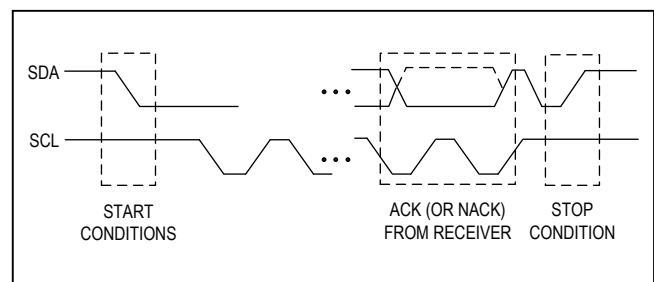 SDA
SCL
START
CONDITIONS
ACK (OR NACK)
FROM RECEIVER
STOP
CONDITION